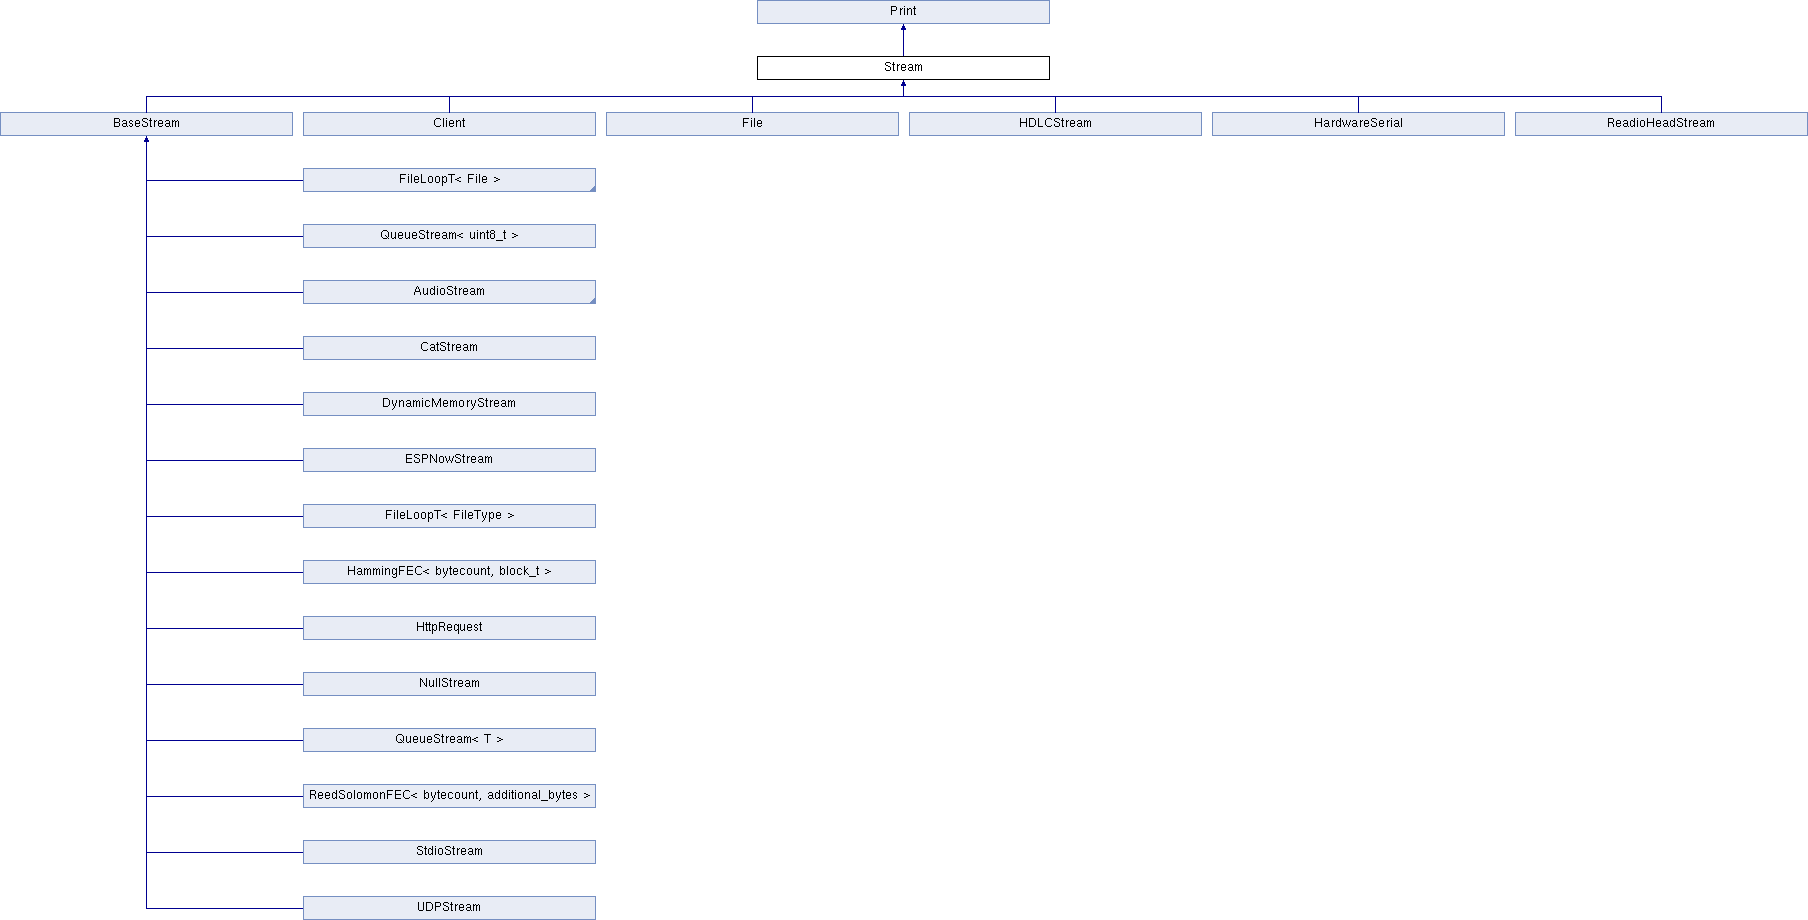 Print
Stream
BaseStream
Client
File
HDLCStream
HardwareSerial
ReadioHeadStream
FileLoopT< File >
QueueStream< uint8_t >
AudioStream
CatStream
DynamicMemoryStream
ESPNowStream
FileLoopT< FileType >
HammingFEC< bytecount, block_t >
HttpRequest
NullStream
QueueStream< T >
ReedSolomonFEC< bytecount, additional_bytes >
StdioStream
UDPStream